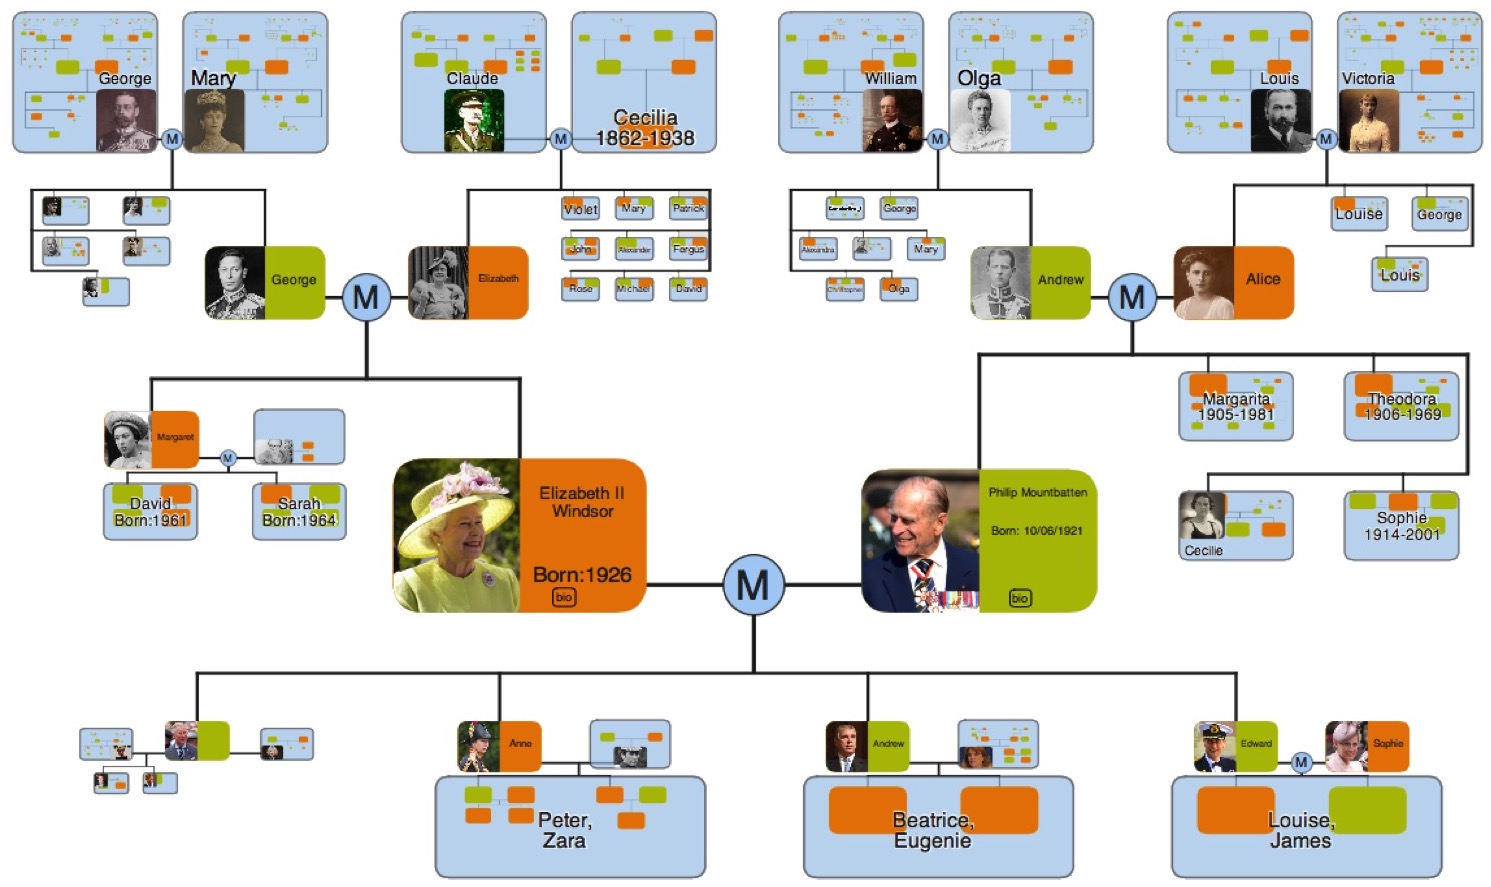 George
Mary
Claude
Cecilia
1862-1938
William
Olga
Louis
Victoria
M
M
M
M
Violet
Mary
Patrick
John
Alexander
Fergus
Rose
Michael
David
George
Alexandra
Mary
Christopher
Olga
Louise
George
Louis
George
M
Elizabeth
Andrew
M
Alice
Margaret
M
David
Born:1961
Sarah
Born:1964
Margarita
1905-1981
Theodora
1906-1969
Cecilie
Sophie
1914-2001
Elizabeth II
Windsor
Born:1926
bio
M
Philip Mountbatten
Born: 10/06/1921
bio
Anne
Andrew
Edward
M
Sophie
Peter,
Zara
Beatrice,
Eugenie
Louise,
James